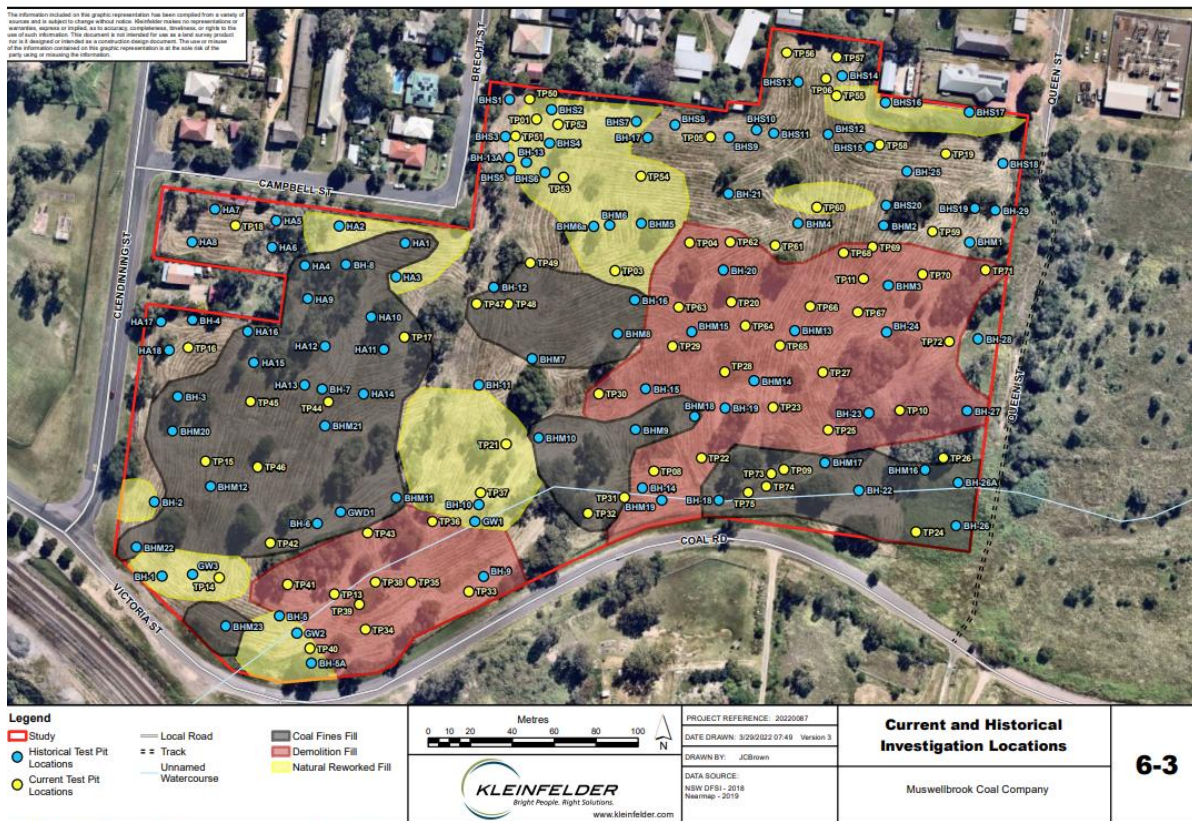 The information included on this graphic representation has been compiled from a variety of
sources and is subject to change without notice. Kleinfelder makes no representations or
warranties, express or implied, as to accuracy, completeness, timeliness, or rights to the
use of such information. This document is not intended for use as a land survey product
nor is it designed or intended as a construction design document. The use or misuse
of the information contained on this graphic representation is at the sole risk of the
party using or misusing the information.
BRECHT ST
QUEEN ST
TP56
TP57
BHS13
BHS14
TP06
TP55
BHS16
BHS17
BHS1
TP50
BHS2
TP01
TP52
BHS7
BHS8
BHS10
BHS3
TP51
BHS4
BH-17
TP05
BHS9
BHS11
BHS12
BHS15
TP58
TP19
BH-13A
BH-13
BHS18
BHS5
BHS6
TP53
TP54
BH-25
CAMPBELL ST
BH-21
HA7
HA5
HA2
TP18
BHM6
BHM6a
BHM5
TP60
BHM4
BHS20
BHS19
BH-29
BHM2
TP59
HA8
HA6
HA1
TP04
TP62
TP61
TP68
TP69
BHM1
CLENDINNING ST
HA4
BH-8
HA3
TP49
TP03
BH-20
TP11
TP70
TP71
BHM3
HA9
BH-12
TP47
TP48
BH-16
TP63
TP20
TP66
TP67
HA17
BH-4
HA16
HA10
BHM8
BHM15
TP64
BHM13
BH-24
HA18
TP16
HA12
HA11
TP17
TP29
TP65
TP72
BH-28
HA15
BHM7
TP28
BHM14
TP27
HA13
BH-7
HA14
BH-11
BH-15
TP30
BH-3
TP45
TP44
BHM18
BH-19
TP23
BH-23
TP10
BH-27
QUEEN ST
BHM20
BHM21
TP21
BHM10
BHM9
TP25
TP15
TP46
TP08
TP22
TP73
TP09
BHM17
BHM16
TP26
BHM12
BH-2
BHM11
TP37
BH-10
BH-14
TP74
TP75
BH-22
BH-26A
TP31
BHM19
BH-18
GWD1
BH-6
TP36
GW1
TP32
TP24
BH-26
TP43
COAL RD
BHM22
TP42
BH-1
GW3
TP14
TP41
TP38
TP35
BH-9
TP13
TP33
TP39
VICTORIA ST
BH-5
BHM23
GW2
TP34
TP40
BH-5A
Legend
Study
Historical Test Pit
Locations
Current Test Pit
Locations
Local Road
Track
Unnamed
Watercourse
Coal Fines Fill
Demolition Fill
Natural Reworked Fill
Metres
0 10 20 40 60 80 100
N
KLEINFELDER
Bright People. Right Solutions.
www.kleinfelder.com
PROJECT REFERENCE: 20220087
DATE DRAWN: 3/29/2022 07:49 Version 3
DRAWN BY: JCBrown
DATA SOURCE:
NSW DFSI - 2018
Nearmap - 2019
Current and Historical
Investigation Locations
Muswellbrook Coal Company
6-3